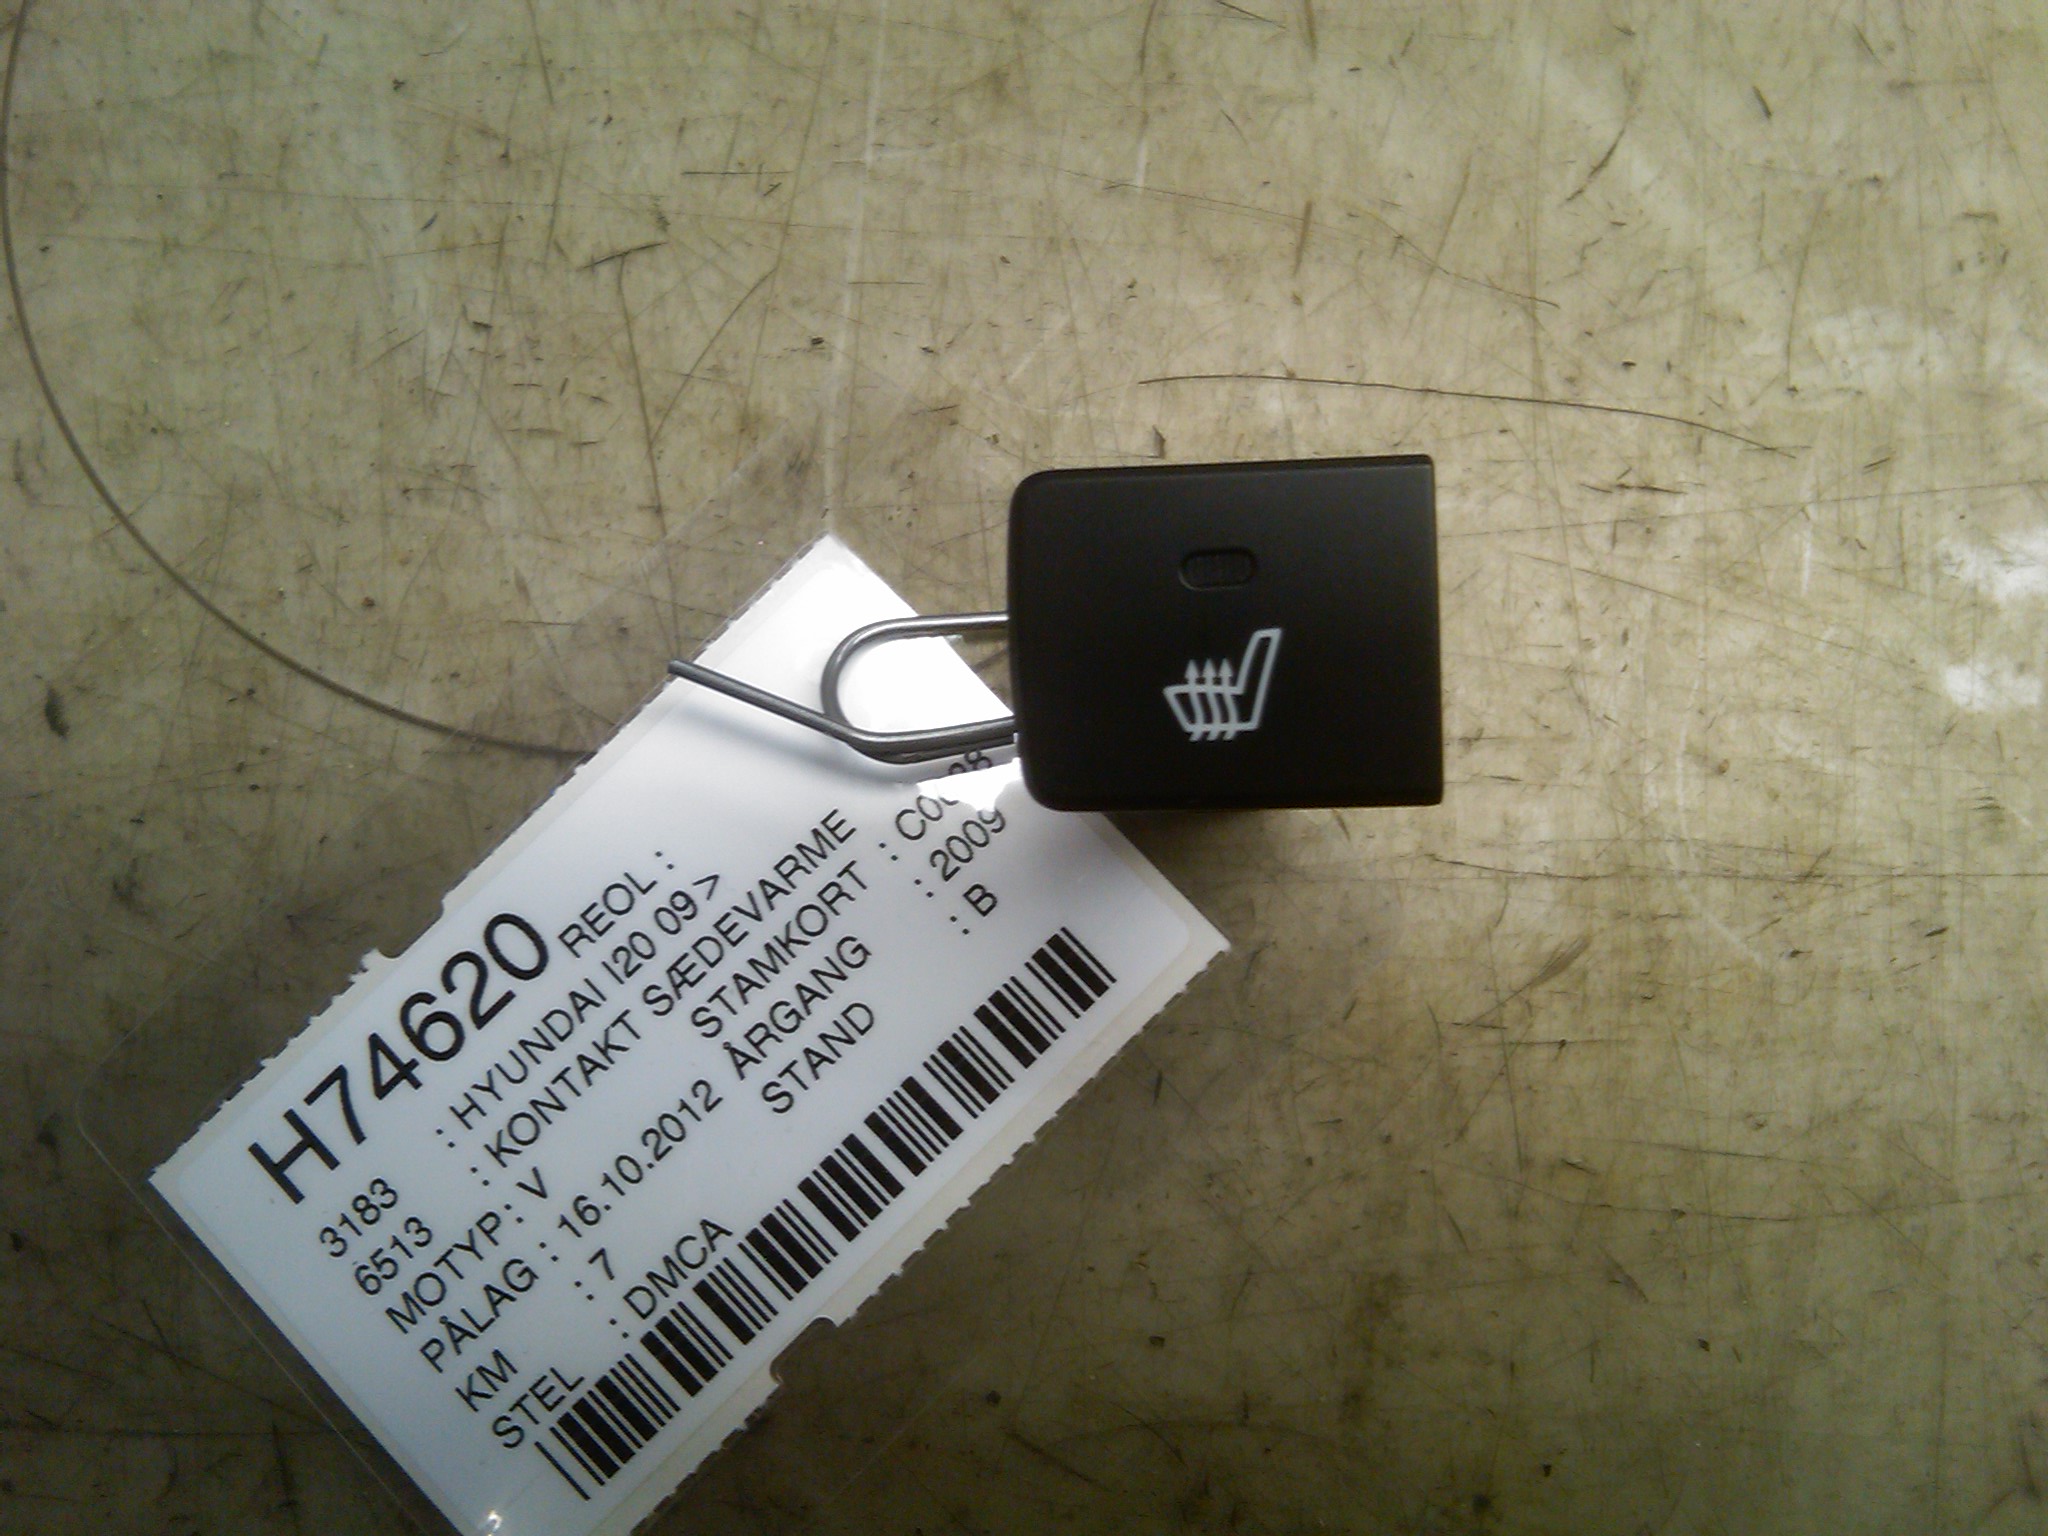 H74620 REOL :
3183 : HYUNDAI I20 09>
6513 : KONTAKT SÆDEVARME
MOTYP : V STAMKORT :
PÅLAG : 16.10.2012 ÅRGANG : 2009
KM : 7 STAND : B
STEL : DMCA